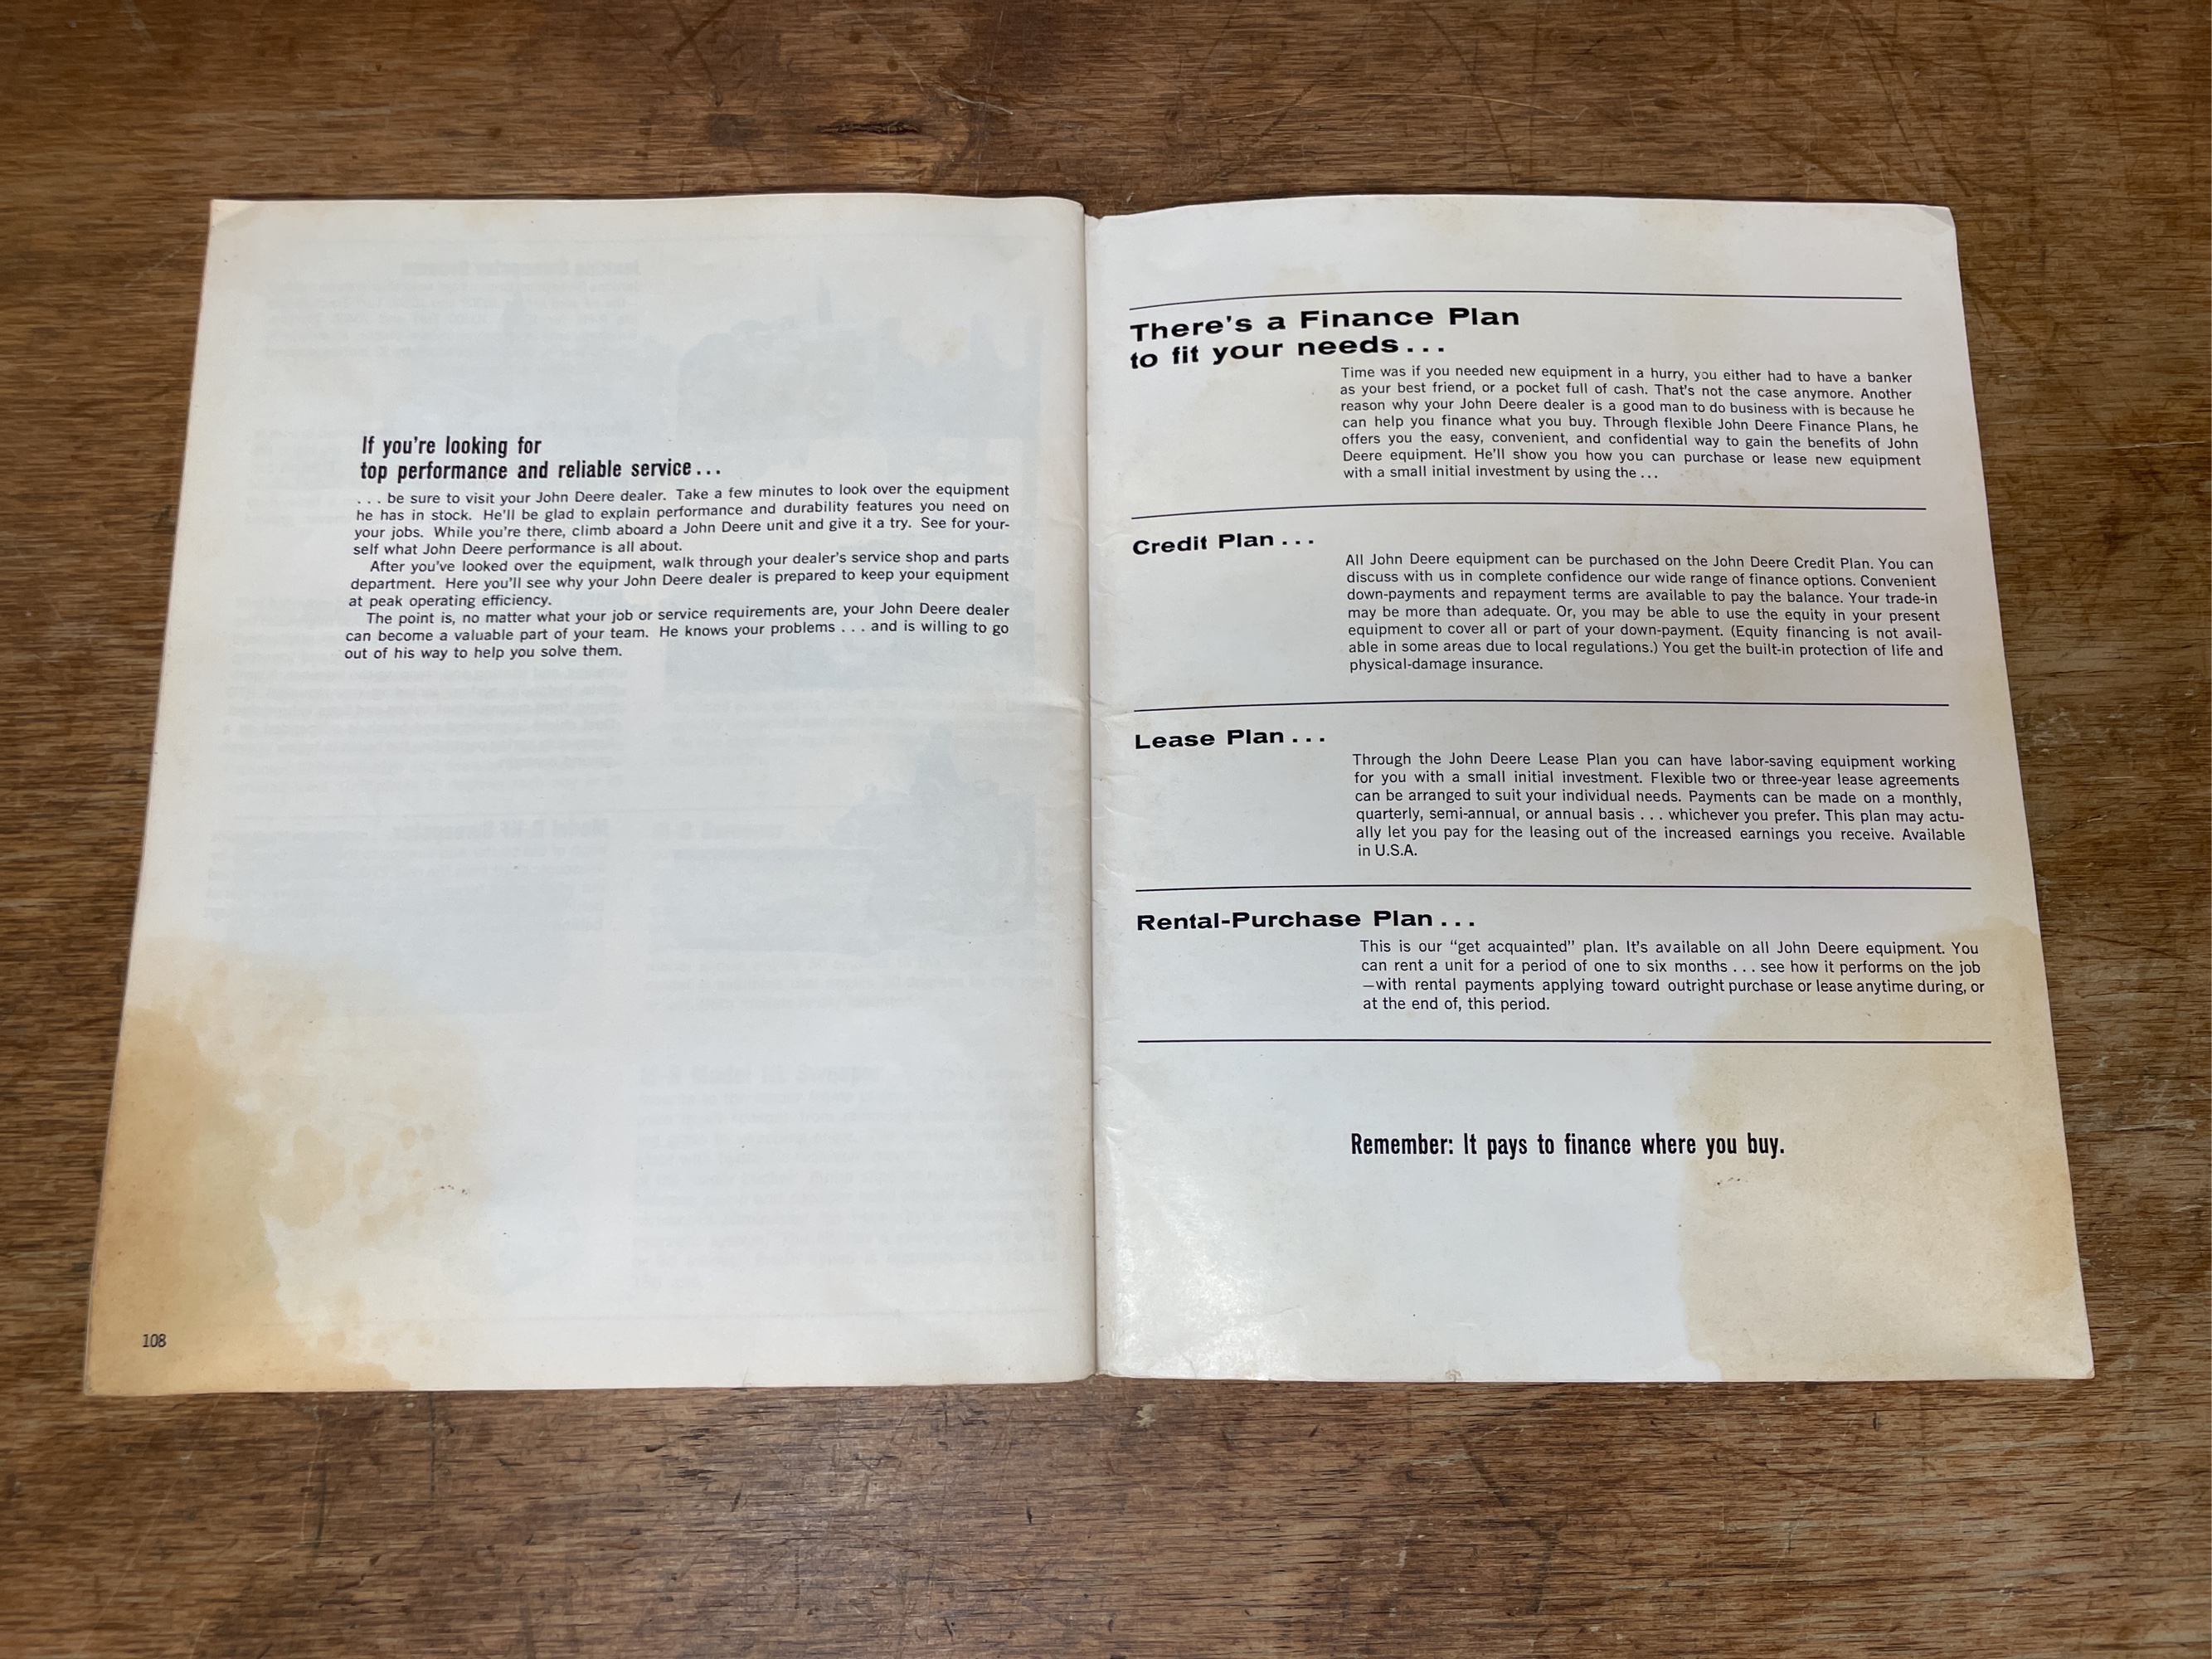 If you're looking for
top performance and reliable service...
... be sure to visit your John Deere dealer. Take a few minutes to look over the equipment
he has in stock. He'll be glad to explain performance and durability features you need on
your jobs. While you're there, climb aboard a John Deere unit and give it a try. See for your-
self what John Deere performance is all about.
After you've looked over the equipment, walk through your dealer's service shop and parts
department. Here you'll see why your John Deere dealer is prepared to keep your equipment
at peak operating efficiency.
The point is, no matter what your job or service requirements are, your John Deere dealer
can become a valuable part of your team. He knows your problems ... and is willing to go
out of his way to help you solve them.
108
There's a Finance Plan
to fit your needs...
Time was if you needed new equipment in a hurry, you either had to have a banker
as your best friend, or a pocket full of cash. That's not the case anymore. Another
reason why your John Deere dealer is a good man to do business with is because he
can help you finance what you buy. Through flexible John Deere Finance Plans, he
offers you the easy, convenient, and confidential way to gain the benefits of John
Deere equipment. He'll show you how you can purchase or lease new equipment
with a small initial investment by using the ...
Credit Plan...
All John Deere equipment can be purchased on the John Deere Credit Plan. You can
discuss with us in complete confidence our wide range of finance options. Convenient
down-payments and repayment terms are available to pay the balance. Your trade-in
may be more than adequate. Or, you may be able to use the equity in your present
equipment to cover all or part of your down-payment. (Equity financing is not avail-
able in some areas due to local regulations.) You get the built-in protection of life and
physical-damage insurance.
Lease Plan...
Through the John Deere Lease Plan you can have labor-saving equipment working
for you with a small initial investment. Flexible two or three-year lease agreements
can be arranged to suit your individual needs. Payments can be made on a monthly,
quarterly, semi-annual, or annual basis ... whichever you prefer. This plan may actu-
ally let you pay for the leasing out of the increased earnings you receive. Available
in U.S.A.
Rental-Purchase Plan...
This is our "get acquainted" plan. It's available on all John Deere equipment. You
can rent a unit for a period of one to six months ... see how it performs on the job
—with rental payments applying toward outright purchase or lease anytime during, or
at the end of, this period.
Remember: It pays to finance where you buy.